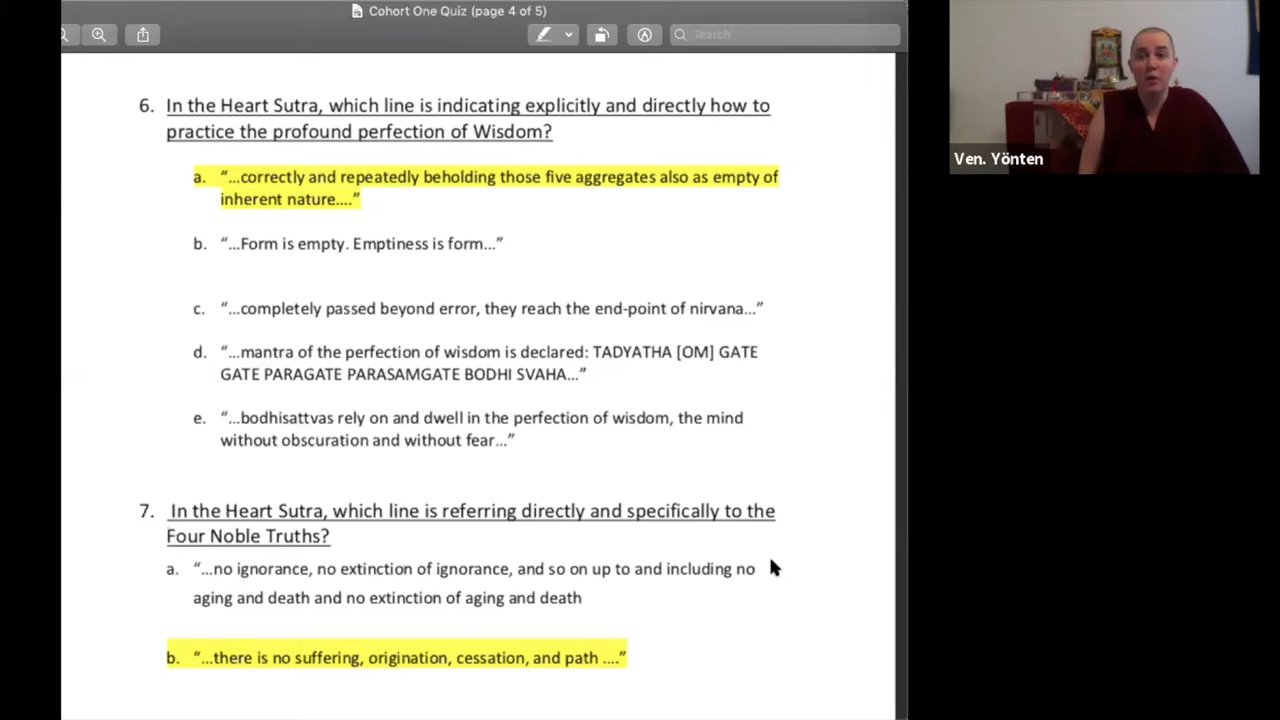 Cohort One Quiz (page 4 of 5)
Search
6. In the Heart Sutra, which line is indicating explicitly and directly how to
practice the profound perfection of Wisdom?
a. “…correctly and repeatedly beholding those five aggregates also as empty of
inherent nature….”
b. “…Form is empty. Emptiness is form…”
c. “…completely passed beyond error, they reach the end-point of nirvana…”
d. “…mantra of the perfection of wisdom is declared: TADYATHA [OM] GATE
GATE PARAGATE PARASAMGATE BODHI SVAHA…”
e. “…bodhisattvas rely on and dwell in the perfection of wisdom, the mind
without obscuration and without fear…”
7. In the Heart Sutra, which line is referring directly and specifically to the
Four Noble Truths?
a. “…no ignorance, no extinction of ignorance, and so on up to and including no
aging and death and no extinction of aging and death
b. “…there is no suffering, origination, cessation, and path ….”
Ven. Yönten